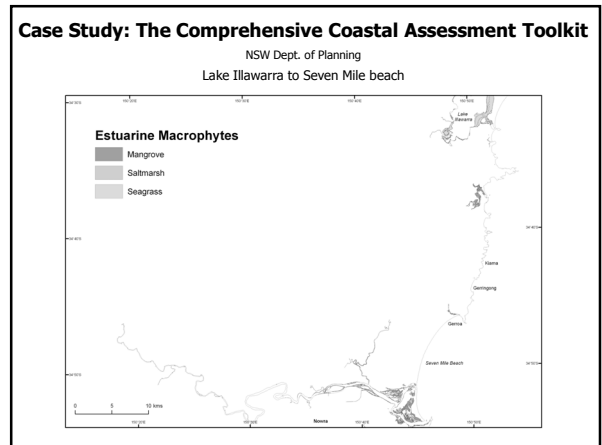 Case Study: The Comprehensive Coastal Assessment Toolkit
NSW Dept. of Planning
Lake Illawarra to Seven Mile beach
Estuarine Macrophytes
Mangrove
Saltmarsh
Seagrass
Lake
Illawarra
Kiama
Gerringong
Gerroa
Seven Mile Beach
Nowra
0 5 10 kms